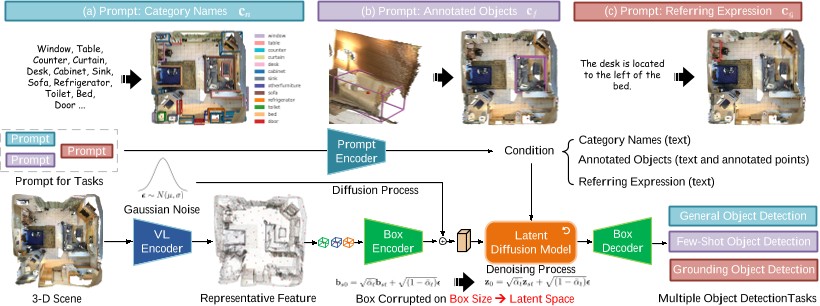 (a) Prompt: Category Names cₙ
(b) Prompt: Annotated Objects c_f
(c) Prompt: Referring Expression c_q
Window, Table,
Counter, Curtain,
Desk, Cabinet, Sink,
Sofa, Refrigerator,
Toilet, Bed,
Door ...
window
table
counter
curtain
desk
cabinet
sink
otherfurniture
sofa
refrigerator
toilet
bed
door
The desk is located
to the left of the
bed.
Prompt
Prompt
Prompt
Prompt for Tasks
Prompt
Encoder
Condition
Category Names (text)
Annotated Objects (text and annotated points)
Referring Expression (text)
ϵ ∼ N(μ, σ)
Gaussian Noise
Diffusion Process
VL
Encoder
Box
Encoder
Latent
Diffusion Model
Box
Decoder
General Object Detection
Few-Shot Object Detection
Grounding Object Detection
Denoising Process
3-D Scene
Representative Feature
Box Corrupted on Box Size → Latent Space
Multiple Object DetectionTasks